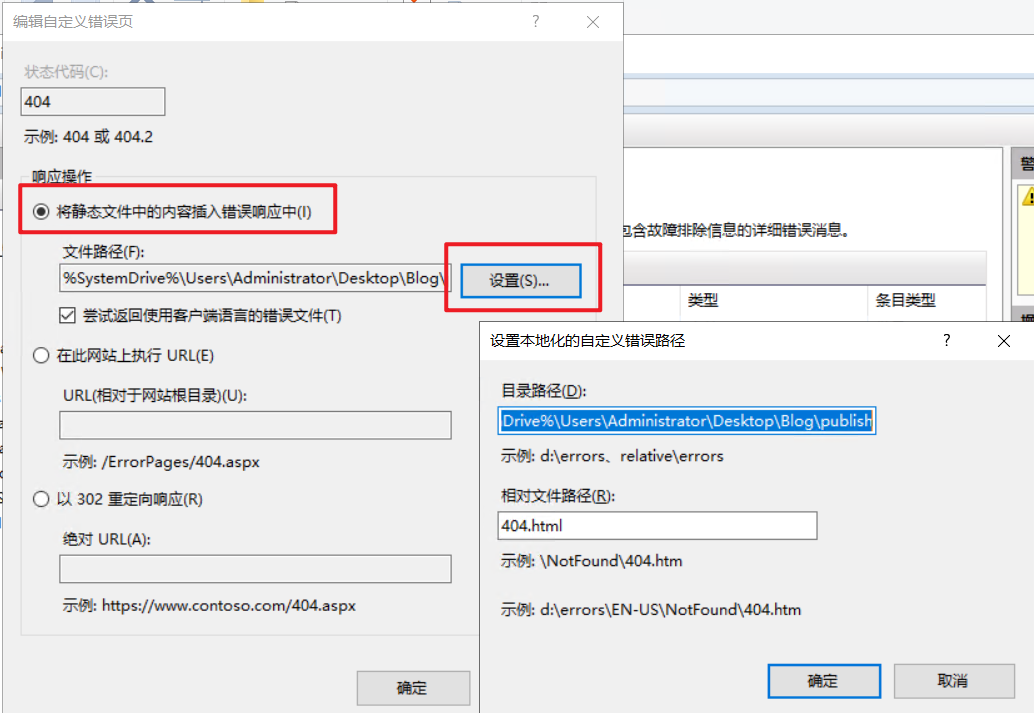 编辑自定义错误页
状态代码(C):
404
示例: 404 或 404.2
响应操作
将静态文件中的内容插入错误响应中(I)
文件路径(F):
%SystemDrive%\Users\Administrator\Desktop\Blog\
设置(S)...
尝试返回使用客户端语言的错误文件(T)
在此网站上执行 URL(E)
URL(相对于网站根目录)(U):
示例: /ErrorPages/404.aspx
以 302 重定向响应(R)
绝对 URL(A):
示例: https://www.contoso.com/404.aspx
确定
包含故障排除信息的详细错误消息。
类型
条目类型
警
设置本地化的自定义错误路径
目录路径(D):
Drive%\Users\Administrator\Desktop\Blog\publish
示例: d:\errors、relative\errors
相对文件路径(R):
404.html
示例: \NotFound\404.htm
示例: d:\errors\EN-US\NotFound\404.htm
确定
取消